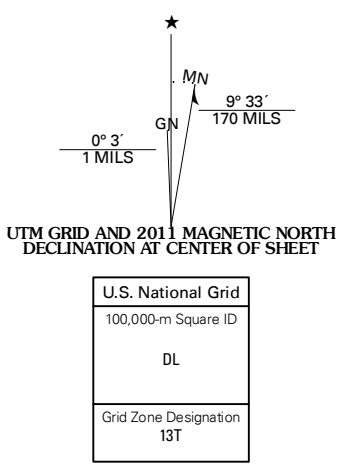 ★
MN
9° 33´
170 MILS
GN
0° 3´
1 MILS
UTM GRID AND 2011 MAGNETIC NORTH
DECLINATION AT CENTER OF SHEET
U.S. National Grid
100,000-m Square ID
DL
Grid Zone Designation
13T